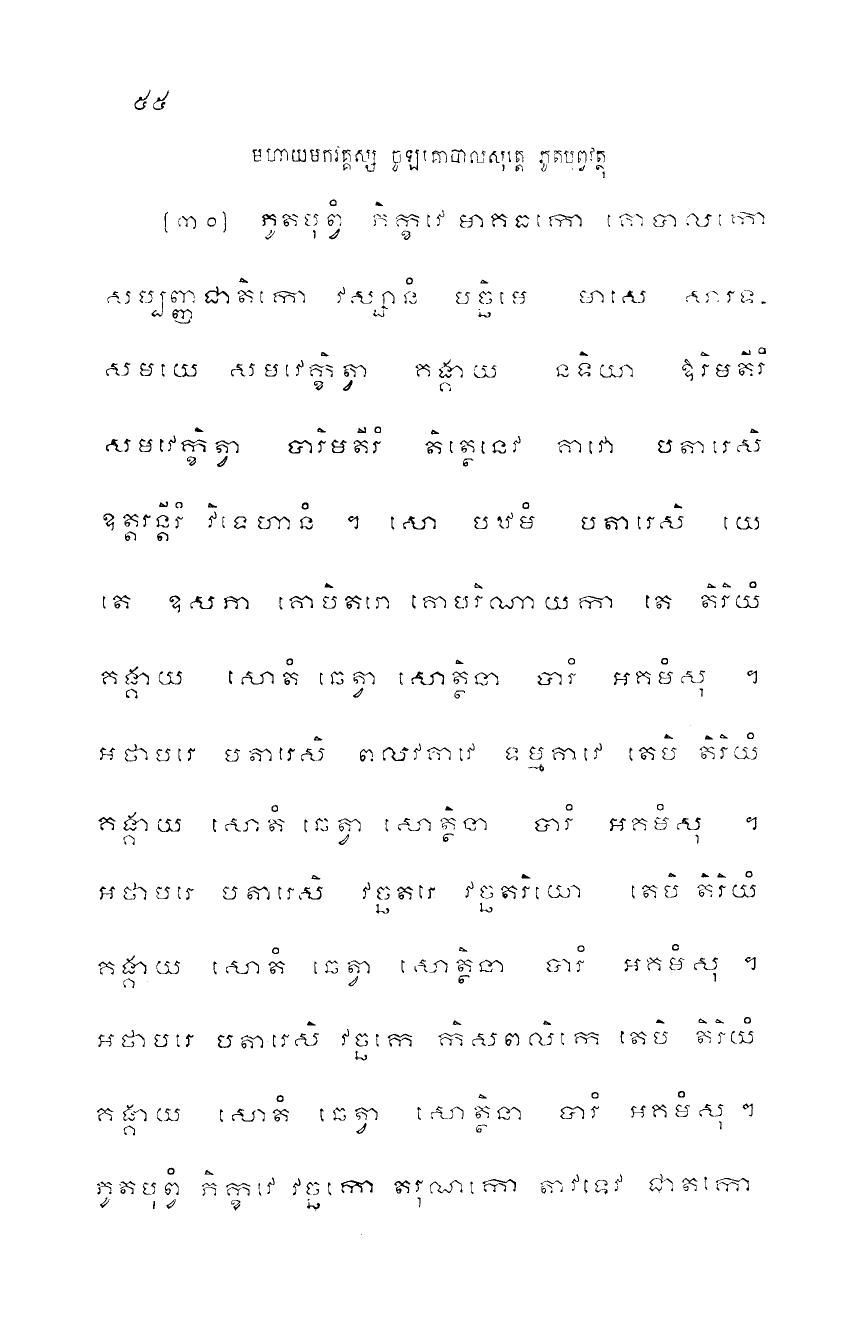 ៥៥
មហាយមកវគ្គស្ស ចូឡគោបាលសុត្តេ ភូតបុព្វវត្ថុ
[៣០] ភូតបុព្វំ ភិក្ខវេ មាគធកោ គោបាលកោ
សប្បញ្ញជាតិកោ វស្សានំ បច្ឆិមេ មាសេ សារទ-
សមយេ សមវេក្ខិត្វា គង្គាយ នទិយា ឱរិមតីរំ
សមវេក្ខិត្វា បារិមតីរំ តិត្ថេនេវ គាវោ បតារេសិ
ឧត្តរន្តីរំ វិទេហានំ ។ សោ បឋមំ បតារេសិ យេ
តេ ឧសភា គោបិតរោ គោបរិណាយកា តេ តិរិយំ
គង្គាយ សោតំ ឆេត្វា សោត្ថិនា បារំ អគមំសុ ។
អថាបរេ បតារេសិ ពលវគាវេ ទម្មគាវេ តេបិ តិរិយំ
គង្គាយ សោតំ ឆេត្វា សោត្ថិនា បារំ អគមំសុ ។
អថាបរេ បតារេសិ វច្ឆតរេ វច្ឆតរិយោ តេបិ តិរិយំ
គង្គាយ សោតំ ឆេត្វា សោត្ថិនា បារំ អគមំសុ ។
អថាបរេ បតារេសិ វច្ឆកេ កិសពលិកេ តេបិ តិរិយំ
គង្គាយ សោតំ ឆេត្វា សោត្ថិនា បារំ អគមំសុ ។
ភូតបុព្វំ ភិក្ខវេ វច្ឆកោ តរុណកោ តាវទេវ ជាតកោ